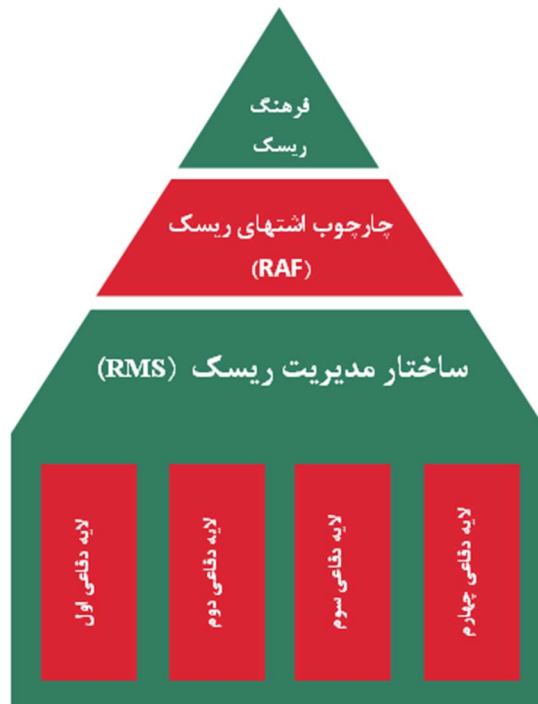 فرهنگ
ریسک
چارچوب اشتهای ریسک
(RAF)
ساختار مدیریت ریسک (RMS)
لایه دفاعی اول
لایه دفاعی دوم
لایه دفاعی سوم
لایه دفاعی چهارم